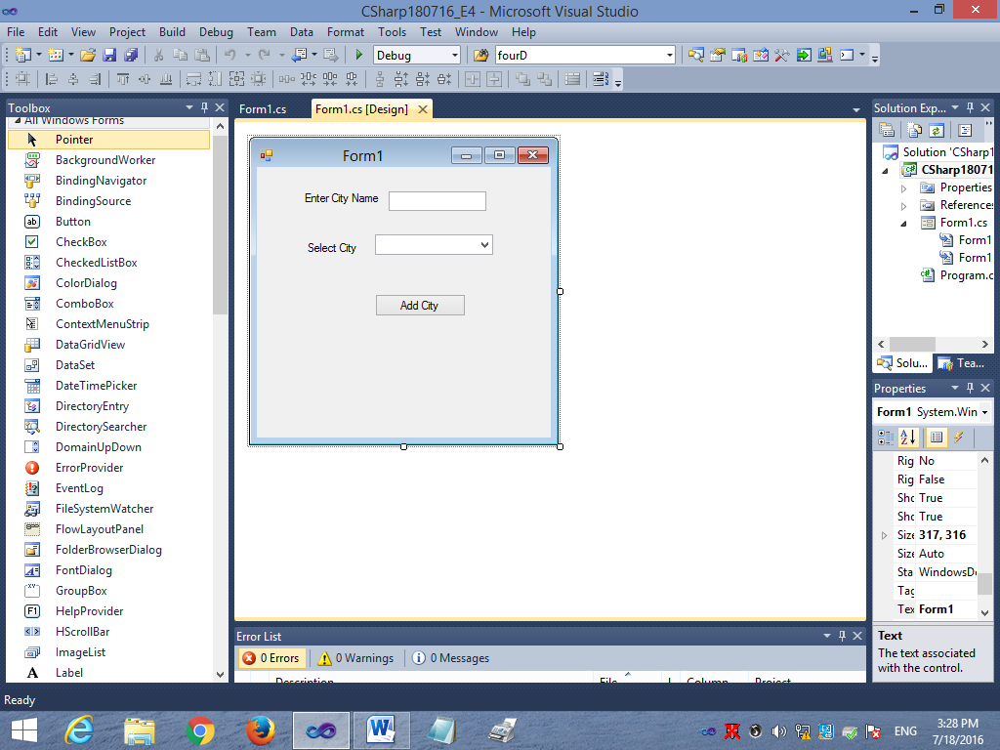 CSharp180716_E4 - Microsoft Visual Studio
File Edit View Project Build Debug Team Data Format Tools Test Window Help
Debug fourD
Toolbox
All Windows Forms
Pointer
BackgroundWorker
BindingNavigator
BindingSource
Button
CheckBox
CheckedListBox
ColorDialog
ComboBox
ContextMenuStrip
DataGridView
DataSet
DateTimePicker
DirectoryEntry
DirectorySearcher
DomainUpDown
ErrorProvider
EventLog
FileSystemWatcher
FlowLayoutPanel
FolderBrowserDialog
FontDialog
GroupBox
HelpProvider
HScrollBar
ImageList
Label
Form1.cs Form1.cs [Design]
Form1
Enter City Name
Select City
Add City
Error List
0 Errors 0 Warnings 0 Messages
Description File Column Project
Solution Exp...
Solution 'CSharp1
CSharp18071
Properties
References
Form1.cs
Form1
Form1
Program.c
Solu... Tea...
Properties
Form1 System.Win
Rig No
Rig False
Sho True
Sho True
Size 317, 316
Size Auto
Sta WindowsDe
Tag
Tex Form1
Text
The text associated
with the control.
Ready
ENG
3:28 PM
7/18/2016